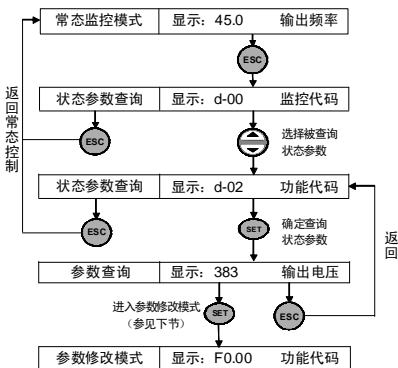 常态监控模式 显示：45.0 输出频率
ESC
状态参数查询 显示：d-00 监控代码
返回常态控制
ESC
选择被查询
状态参数
状态参数查询 显示：d-02 功能代码
ESC
SET
确定查询
状态参数
返回
参数查询 显示：383 输出电压
进入参数修改模式
（参见下节）
SET
ESC
参数修改模式 显示：F0.00 功能代码